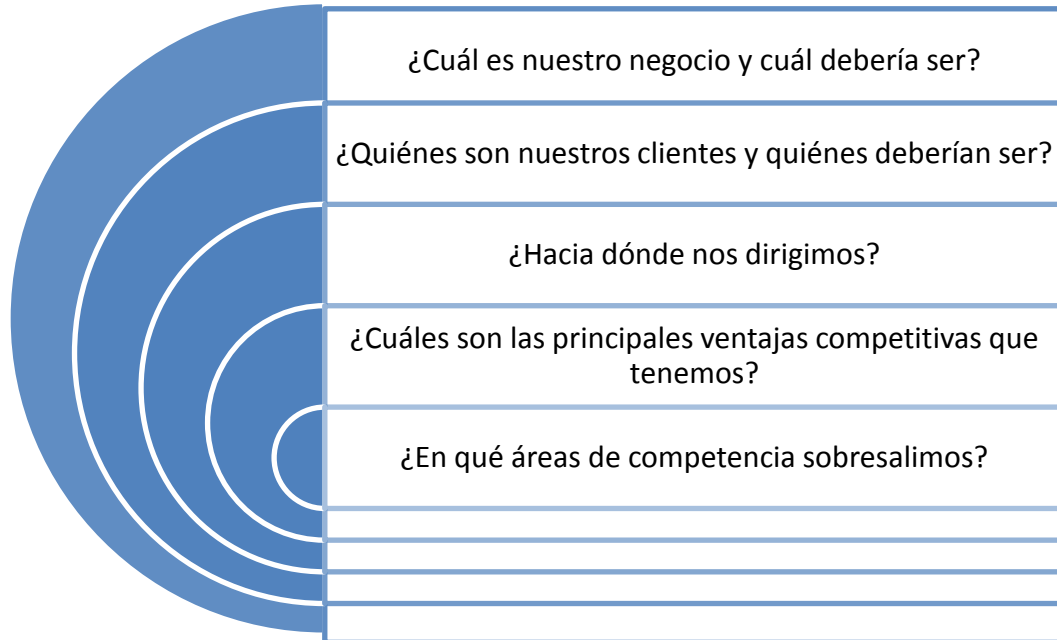 ¿Cuál es nuestro negocio y cuál debería ser?
¿Quiénes son nuestros clientes y quiénes deberían ser?
¿Hacia dónde nos dirigimos?
¿Cuáles son las principales ventajas competitivas que
tenemos?
¿En qué áreas de competencia sobresalimos?